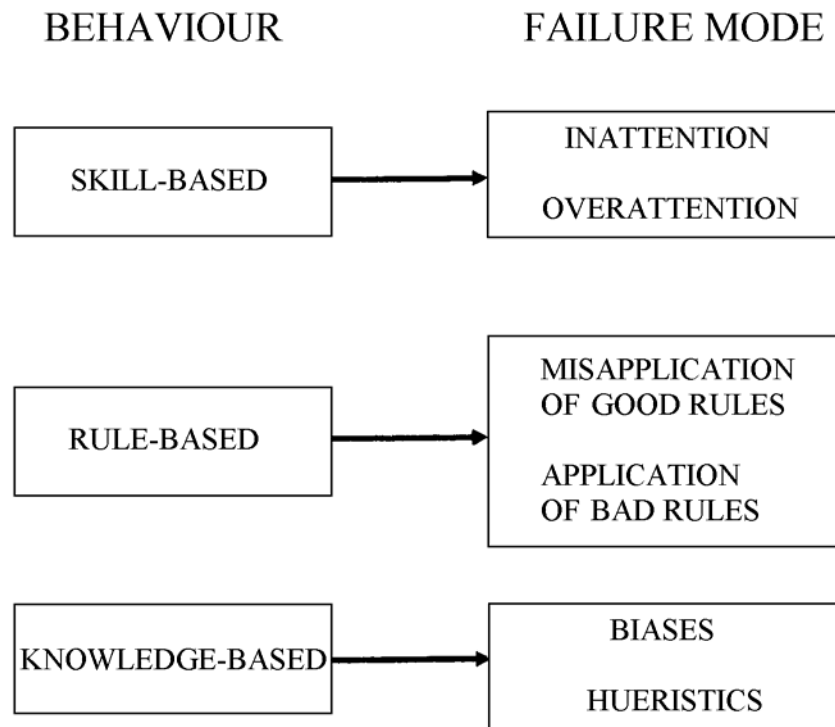 BEHAVIOUR
FAILURE MODE
SKILL-BASED
INATTENTION
OVERATTENTION
RULE-BASED
MISAPPLICATION
OF GOOD RULES
APPLICATION
OF BAD RULES
KNOWLEDGE-BASED
BIASES
HUERISTICS